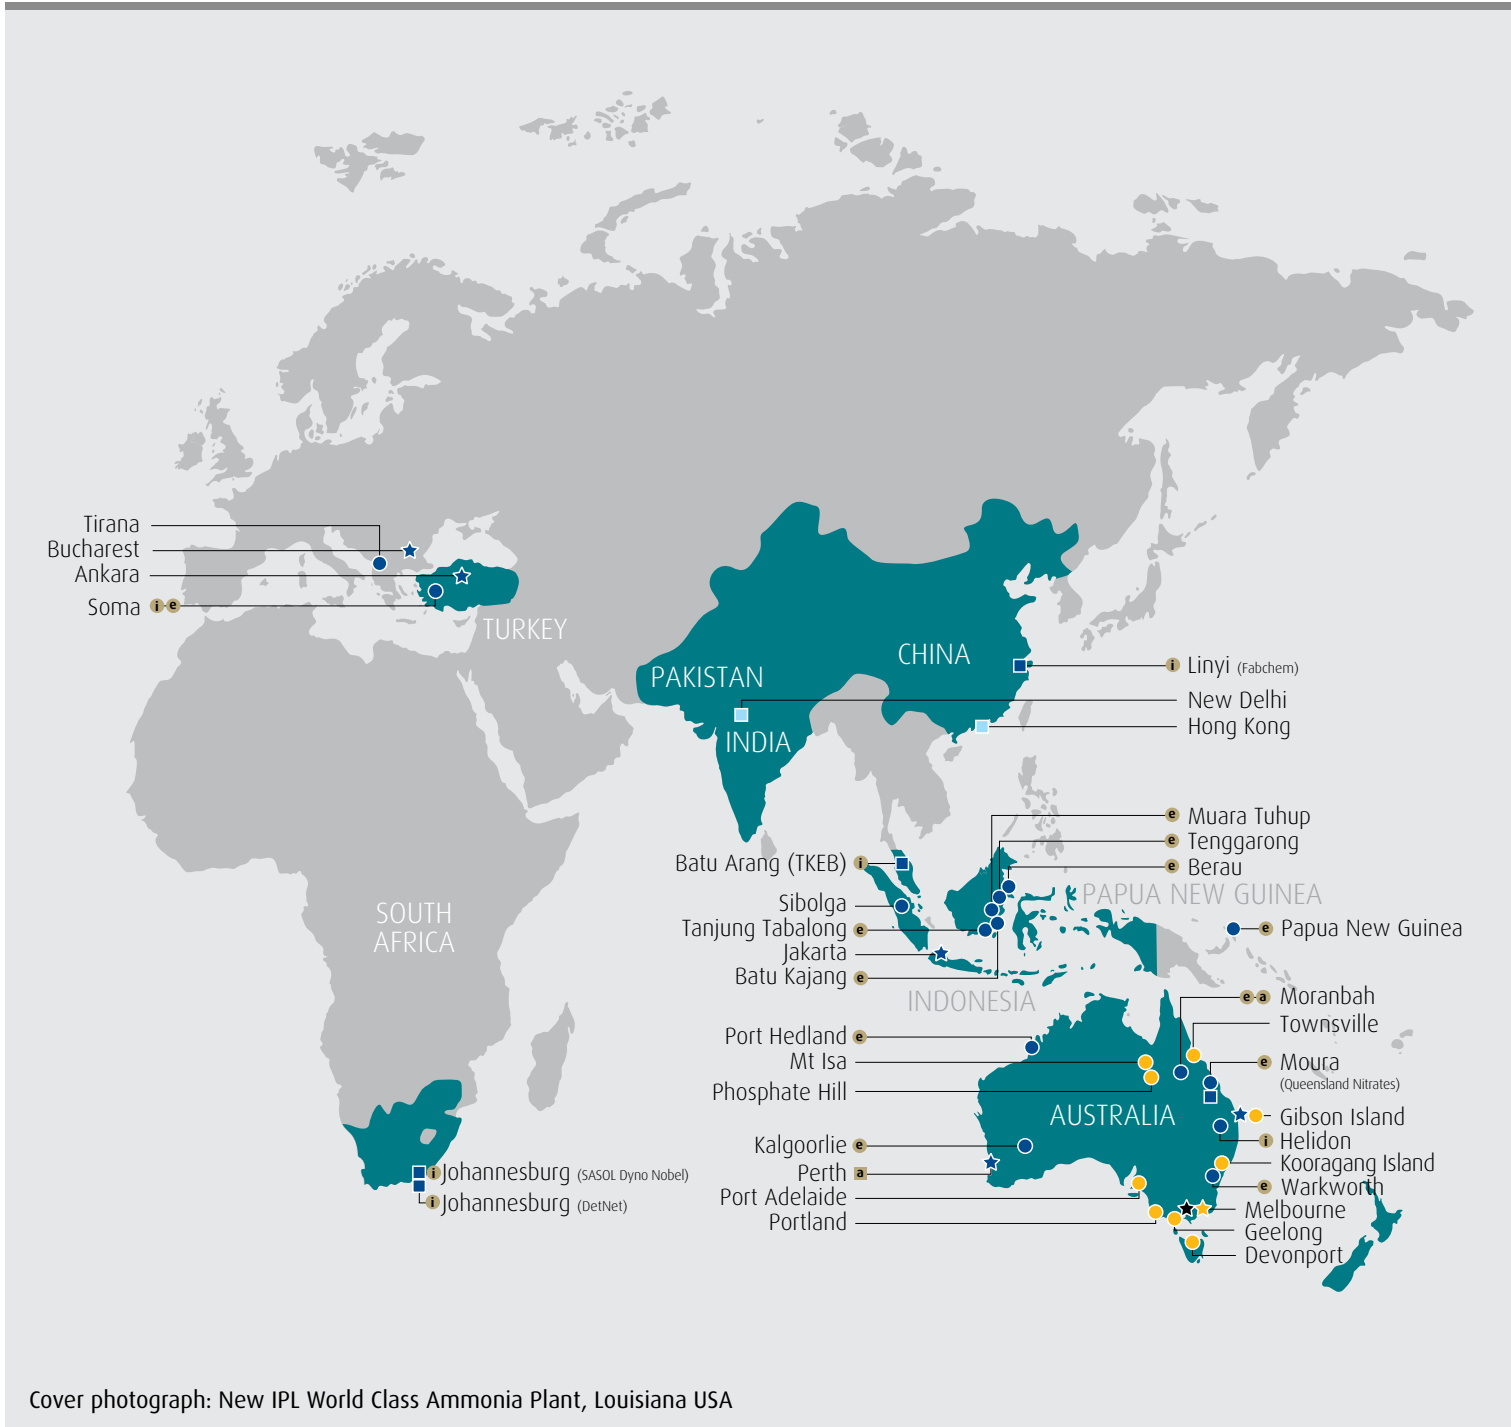 Tirana
Bucharest
Ankara
Soma i e
TURKEY
PAKISTAN
CHINA
INDIA
i Linyi (Fabchem)
New Delhi
Hong Kong
e Muara Tuhup
e Tenggarong
e Berau
Batu Arang (TKEB) i
Sibolga
Tanjung Tabalong e
Jakarta
Batu Kajang e
PAPUA NEW GUINEA
e Papua New Guinea
SOUTH
AFRICA
INDONESIA
e a Moranbah
Townsville
Port Hedland e
Mt Isa
Phosphate Hill
e Moura
(Queensland Nitrates)
AUSTRALIA
Gibson Island
i Helidon
Kalgoorlie e
Perth a
Port Adelaide
Portland
Kooragang Island
e Warkworth
Melbourne
Geelong
Devonport
i Johannesburg (SASOL Dyno Nobel)
i Johannesburg (DetNet)
Cover photograph: New IPL World Class Ammonia Plant, Louisiana USA